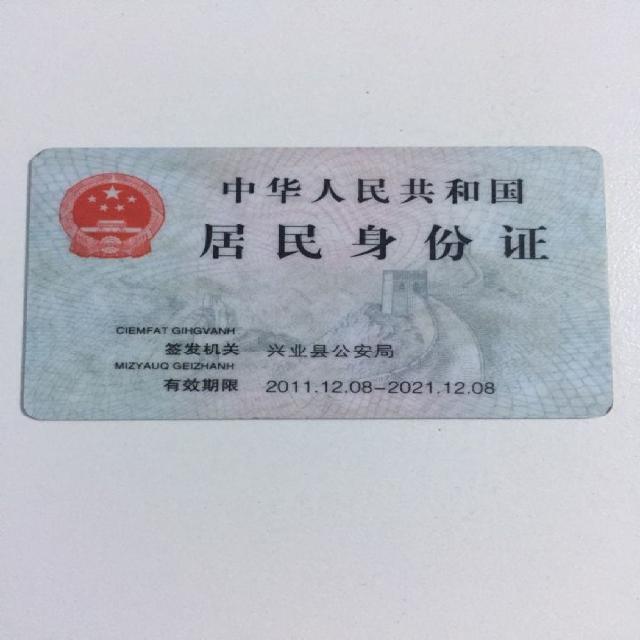 中华人民共和国
居民身份证
CIEMFAT GIHGVANH
签发机关 兴业县公安局
MIZYAUQ GEIZHANH
有效期限 2011.12.08-2021.12.08